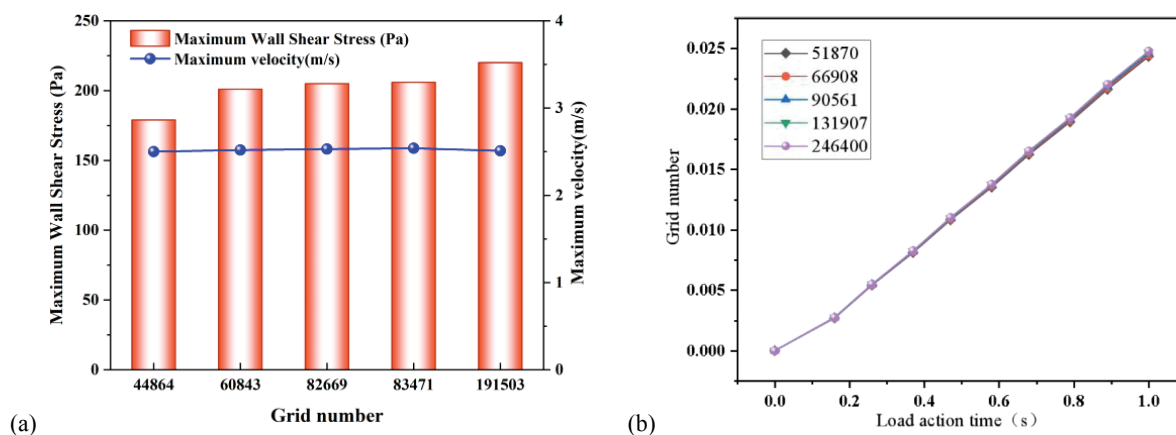 250
200
150
100
50
0
Maximum Wall Shear Stress (Pa)
Maximum Wall Shear Stress (Pa)
Maximum velocity(m/s)
4
3
2
1
0
Maximum velocity(m/s)
44864 60843 82669 83471 191503
Grid number
(a)
0.025
0.020
0.015
0.010
0.005
0.000
Grid number
51870
66908
90561
131907
246400
0.0 0.2 0.4 0.6 0.8 1.0
Load action time（s）
(b)